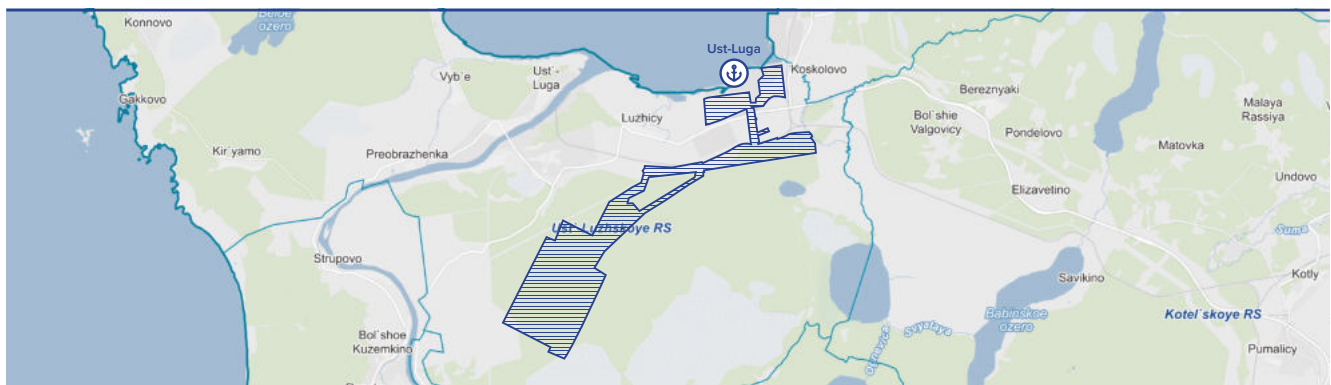 Konnovo
Beloe
ozero
Ust-Luga
Koskolovo
Vyb´e
Ust´-
Luga
Gakkovo
Bereznyaki
Malaya
Rassiya
Luzhicy
Bol´shie
Valgovicy
Pondelovo
Kir´yamo
Preobrazhenka
Matovka
Undovo
Elizavetino
Ust´-Luzhskoye RS
Suma
Strupovo
Savikino
Kotly
Babinskoe
ozero
Kotel´skoye RS
Svyataya
Bol´shoe
Kuzemkino
Pumalicy